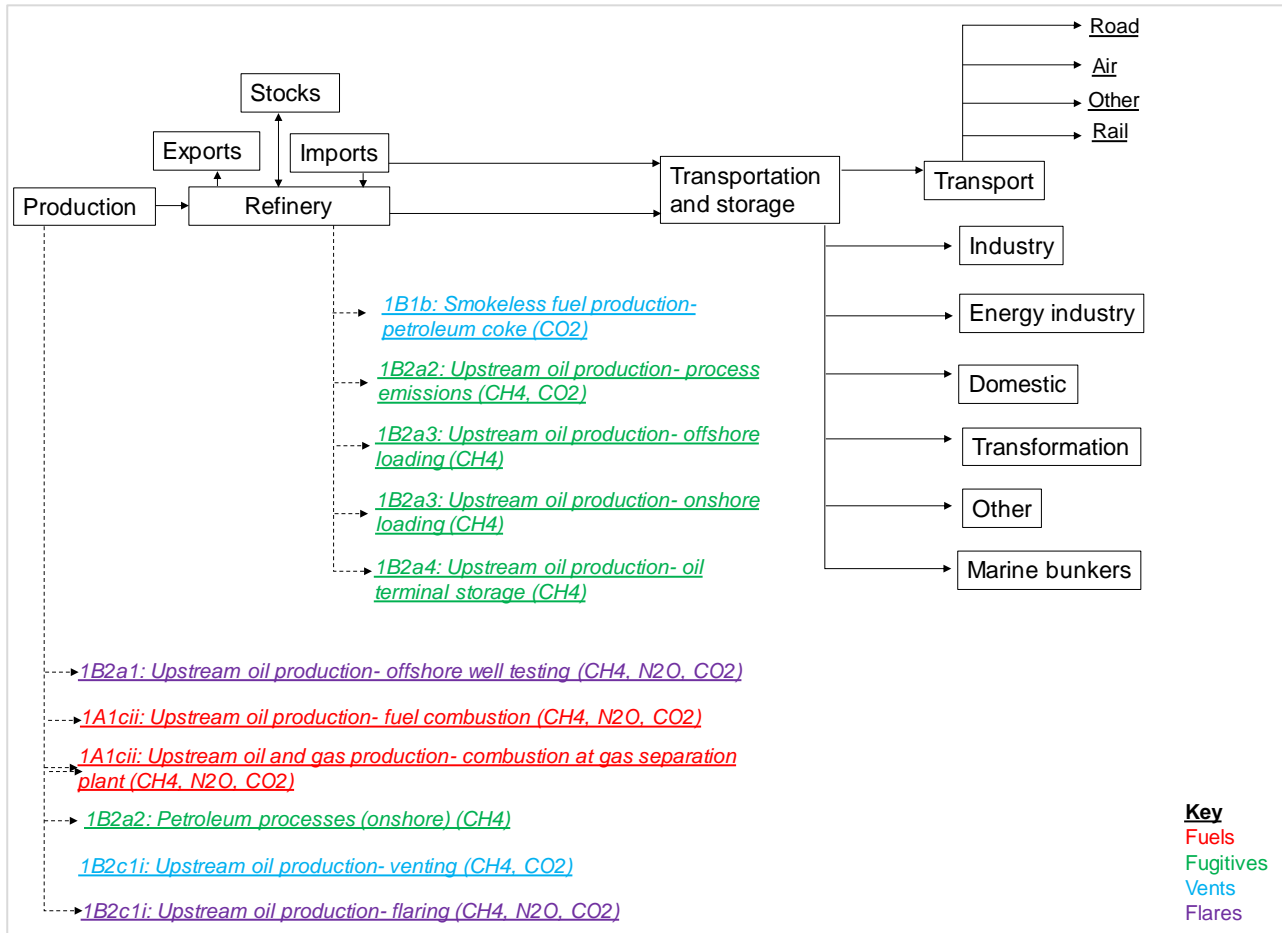 Road
Air
Other
Rail
Stocks
Exports
Imports
Production
Refinery
Transportation
and storage
Transport
Industry
Energy industry
Domestic
Transformation
Other
Marine bunkers
1B1b: Smokeless fuel production-
petroleum coke (CO2)
1B2a2: Upstream oil production- process
emissions (CH4, CO2)
1B2a3: Upstream oil production- offshore
loading (CH4)
1B2a3: Upstream oil production- onshore
loading (CH4)
1B2a4: Upstream oil production- oil
terminal storage (CH4)
1B2a1: Upstream oil production- offshore well testing (CH4, N2O, CO2)
1A1cii: Upstream oil production- fuel combustion (CH4, N2O, CO2)
1A1cii: Upstream oil and gas production- combustion at gas separation
plant (CH4, N2O, CO2)
1B2a2: Petroleum processes (onshore) (CH4)
1B2c1i: Upstream oil production- venting (CH4, CO2)
1B2c1i: Upstream oil production- flaring (CH4, N2O, CO2)
Key
Fuels
Fugitives
Vents
Flares